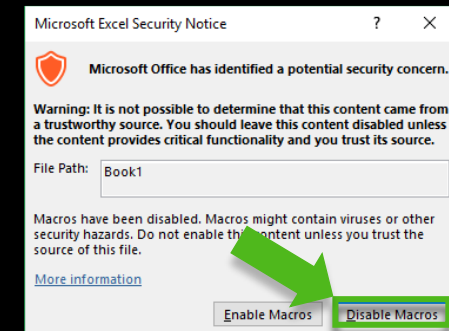 Microsoft Excel Security Notice ? ×
Microsoft Office has identified a potential security concern.
Warning: It is not possible to determine that this content came from
a trustworthy source. You should leave this content disabled unless
the content provides critical functionality and you trust its source.
File Path: Book1
Macros have been disabled. Macros might contain viruses or other
security hazards. Do not enable this content unless you trust the
source of this file.
More information
Enable Macros Disable Macros